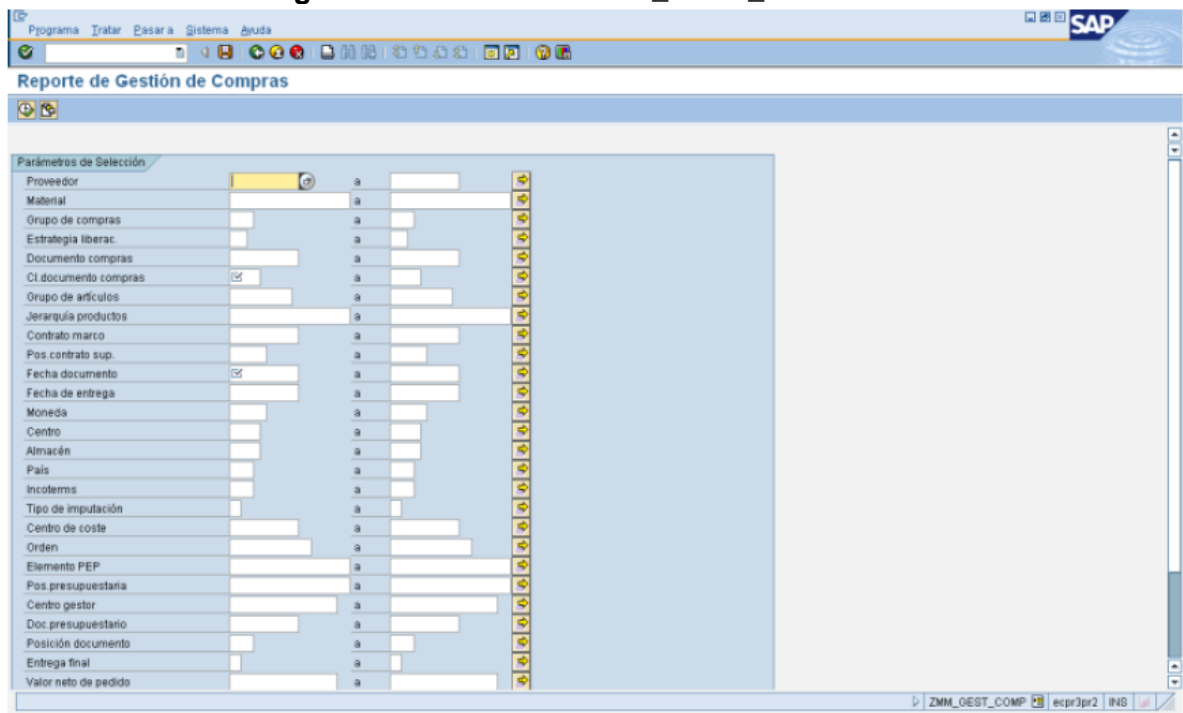 Programa Tratar Pasar a Sistema Ayuda
SAP
Reporte de Gestión de Compras
Parámetros de Selección
Proveedor a
Material a
Grupo de compras a
Estrategia liberac. a
Documento compras a
Cl.documento compras a
Grupo de artículos a
Jerarquía productos a
Contrato marco a
Pos.contrato sup. a
Fecha documento a
Fecha de entrega a
Moneda a
Centro a
Almacén a
País a
Incoterms a
Tipo de imputación a
Centro de coste a
Orden a
Elemento PEP a
Pos.presupuestaria a
Centro gestor a
Doc.presupuestario a
Posición documento a
Entrega final a
Valor neto de pedido a
ZMM_GEST_COMP ecpr3pr2 INS